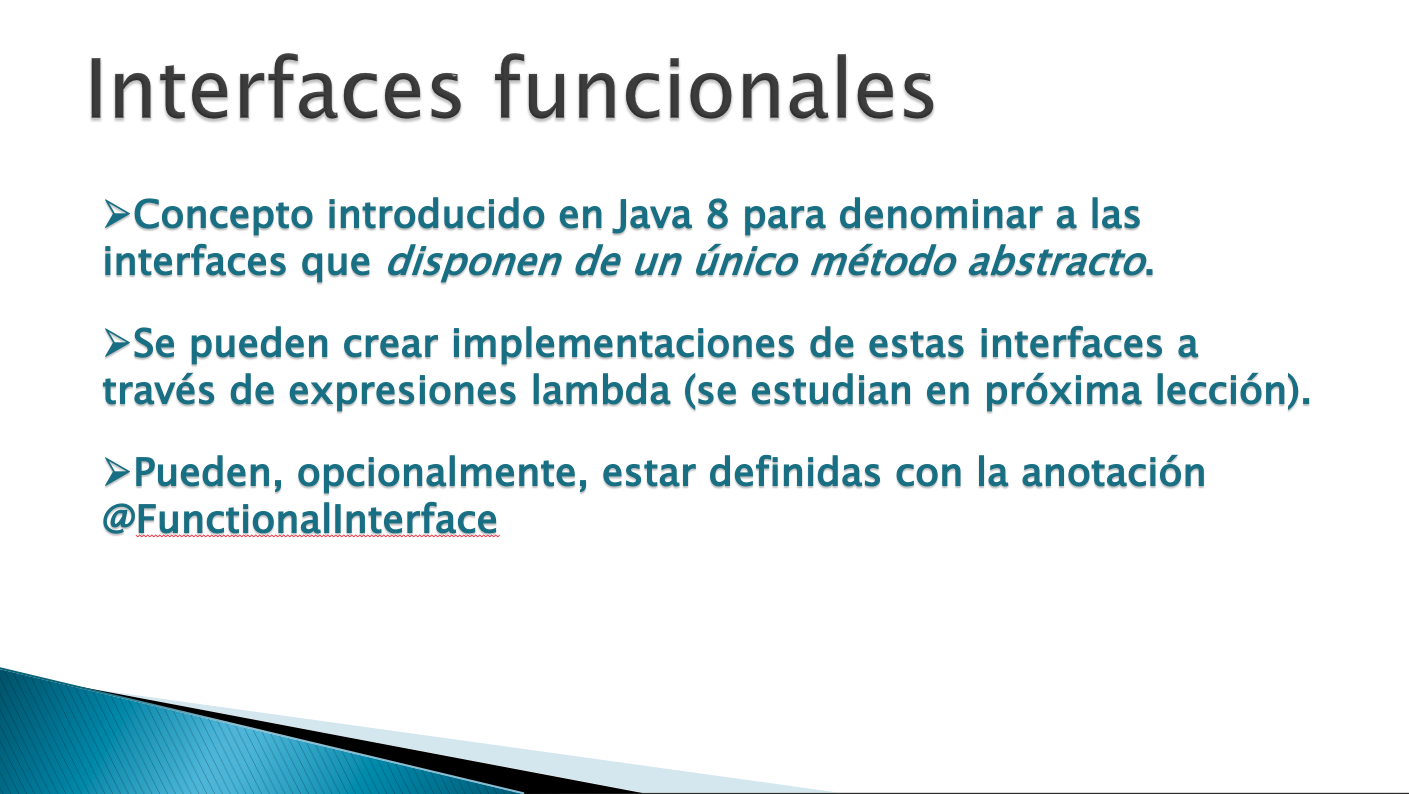 Interfaces funcionales
➢Concepto introducido en Java 8 para denominar a las
interfaces que disponen de un único método abstracto.
➢Se pueden crear implementaciones de estas interfaces a
través de expresiones lambda (se estudian en próxima lección).
➢Pueden, opcionalmente, estar definidas con la anotación
@FunctionalInterface